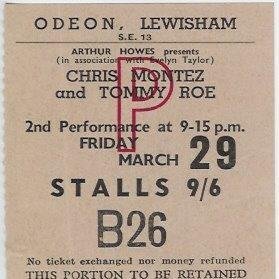 ODEON, LEWISHAM
S.E. 13
ARTHUR HOWES presents
(in association with Evelyn Taylor)
CHRIS MONTEZ
and TOMMY ROE
P
2nd Performance at 9-15 p.m.
FRIDAY
MARCH 29
STALLS 9/6
B26
No ticket exchanged nor money refunded
THIS PORTION TO BE RETAINED